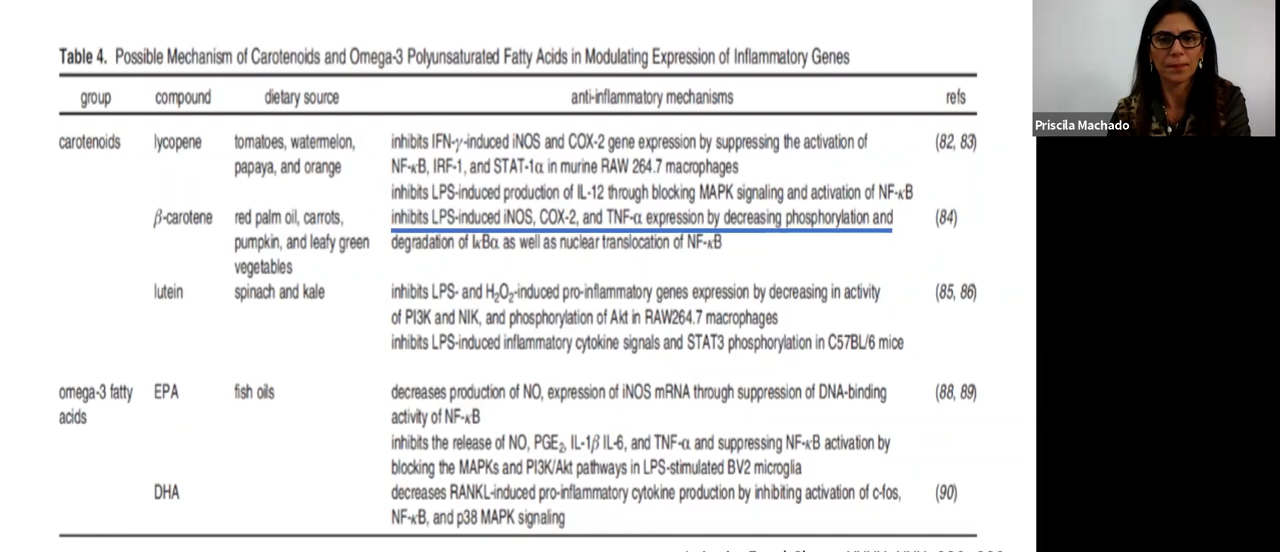 Table 4. Possible Mechanism of Carotenoids and Omega-3 Polyunsaturated Fatty Acids in Modulating Expression of Inflammatory Genes
group compound dietary source anti-inflammatory mechanisms refs
carotenoids lycopene tomatoes, watermelon, inhibits IFN-γ-induced iNOS and COX-2 gene expression by suppressing the activation of (82, 83)
papaya, and orange NF-κB, IRF-1, and STAT-1α in murine RAW 264.7 macrophages
inhibits LPS-induced production of IL-12 through blocking MAPK signaling and activation of NF-κB
β-carotene red palm oil, carrots, inhibits LPS-induced iNOS, COX-2, and TNF-α expression by decreasing phosphorylation and (84)
pumpkin, and leafy green degradation of IκBα as well as nuclear translocation of NF-κB
vegetables
lutein spinach and kale inhibits LPS- and H₂O₂-induced pro-inflammatory genes expression by decreasing in activity (85, 86)
of PI3K and NIK, and phosphorylation of Akt in RAW264.7 macrophages
inhibits LPS-induced inflammatory cytokine signals and STAT3 phosphorylation in C57BL/6 mice
omega-3 fatty EPA fish oils decreases production of NO, expression of iNOS mRNA through suppression of DNA-binding (88, 89)
acids activity of NF-κB
inhibits the release of NO, PGE₂, IL-1β IL-6, and TNF-α and suppressing NF-κB activation by
blocking the MAPKs and PI3K/Akt pathways in LPS-stimulated BV2 microglia
DHA decreases RANKL-induced pro-inflammatory cytokine production by inhibiting activation of c-fos, (90)
NF-κB, and p38 MAPK signaling
Priscila Machado